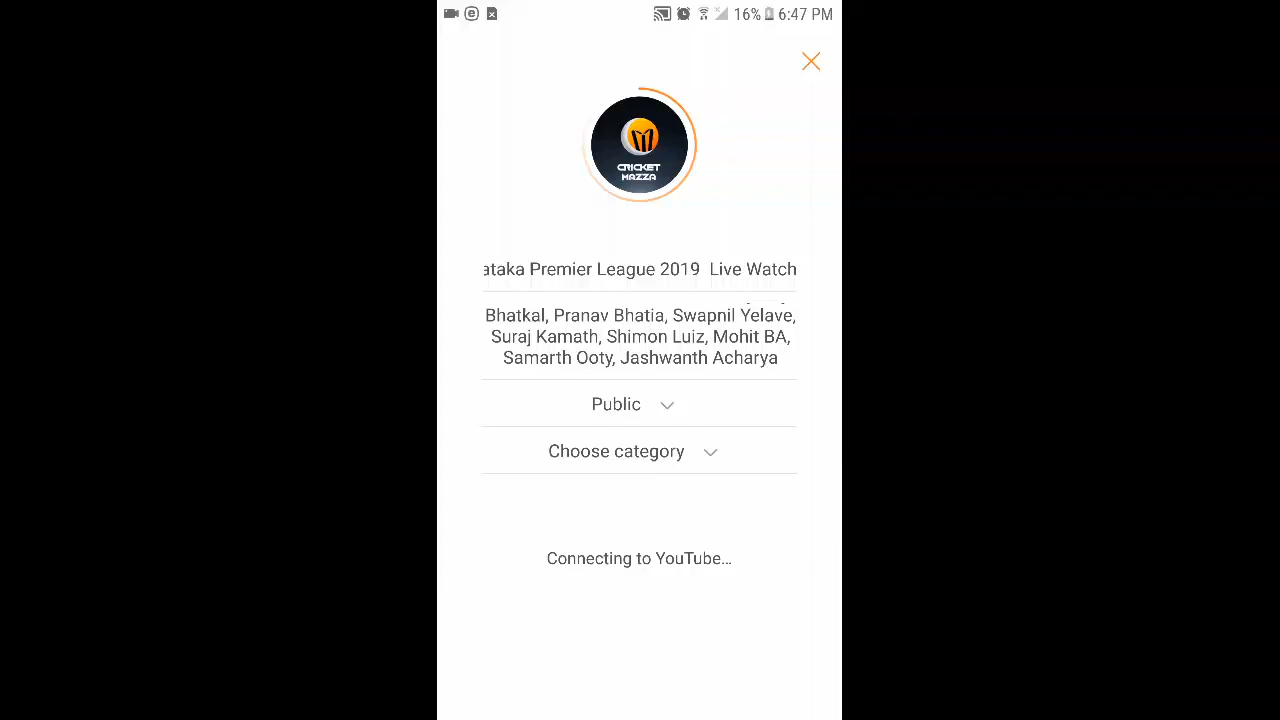 16% 6:47 PM
CRICKET
MAZZA
ataka Premier League 2019  Live Watch
Bhatkal, Pranav Bhatia, Swapnil Yelave,
Suraj Kamath, Shimon Luiz, Mohit BA,
Samarth Ooty, Jashwanth Acharya
Public
Choose category
Connecting to YouTube...